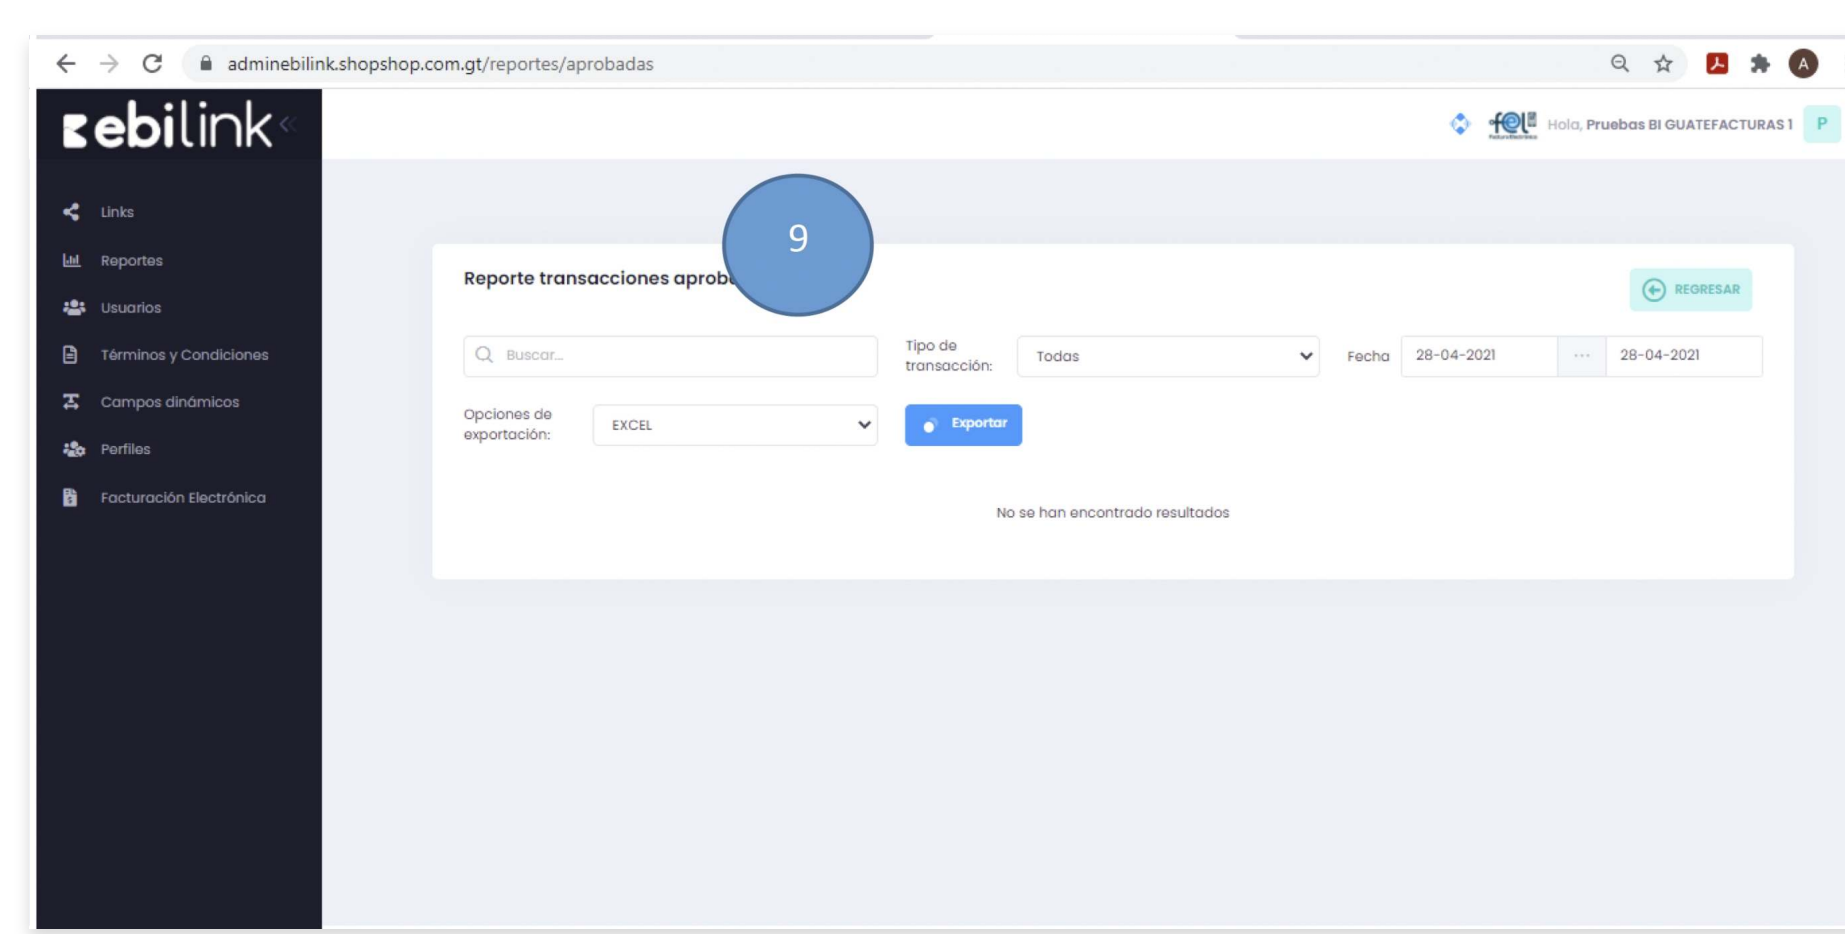 adminebilink.shopshop.com.gt/reportes/aprobadas
A
ebilink
fel
Hola, Pruebas BI GUATEFACTURAS 1
P
Links
Reportes
Usuarios
Términos y Condiciones
Campos dinámicos
Perfiles
Facturación Electrónica
9
Reporte transacciones aprob
REGRESAR
Buscar...
Tipo de
transacción:
Todas
Fecha
28-04-2021
...
28-04-2021
Opciones de
exportación:
EXCEL
Exportar
No se han encontrado resultados